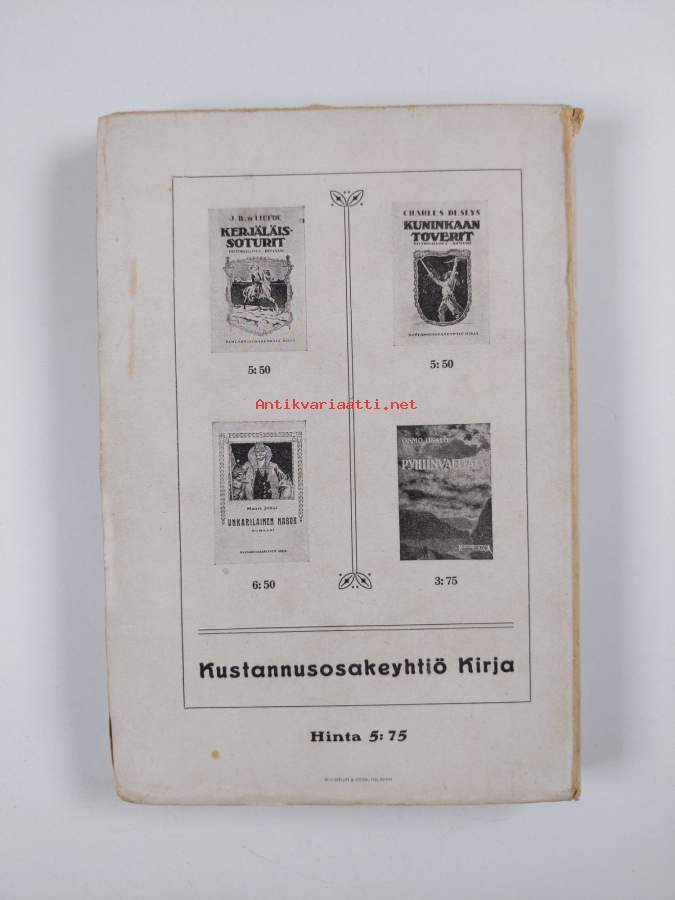 J. B. DE LIEFDE
KERJÄLÄIS-
SOTURIT
5: 50
CHARLES DESLYS
KUNINKAAN
TOVERIT
5: 50
Antikvariaatti.net
UNKARILAINEN NABOB
6: 50
PYHIINVAELTAJA
3: 75
Kustannusosakeyhtiö Kirja
Hinta 5: 75